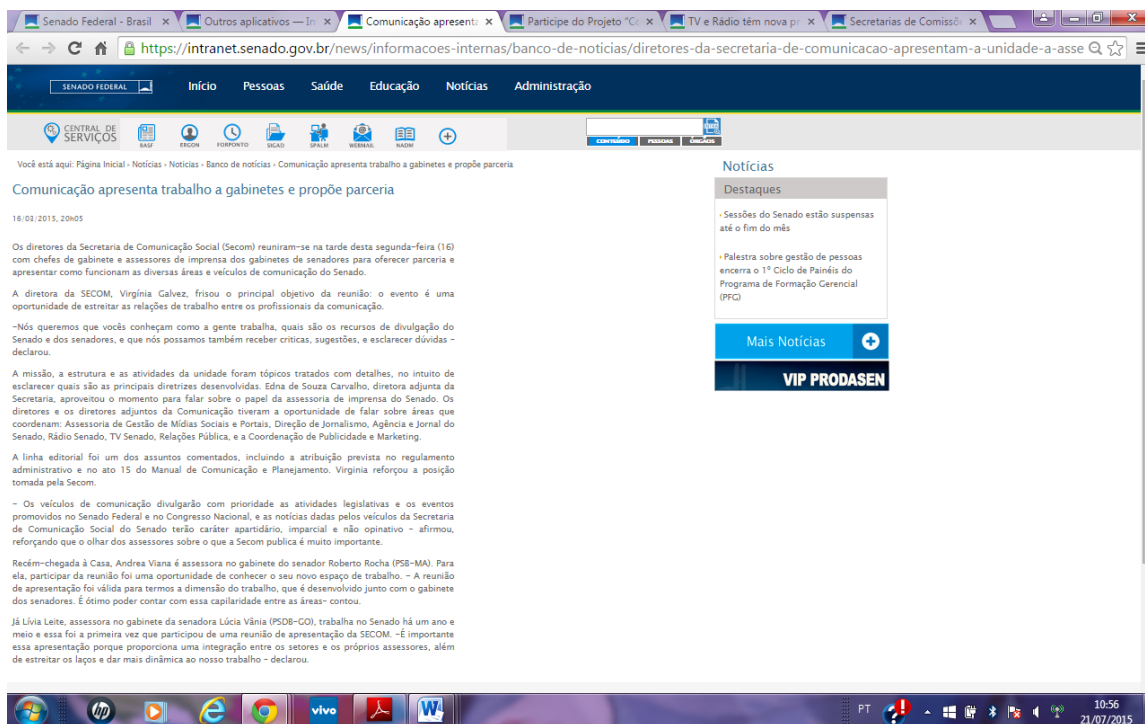 Senado Federal - Brasil
Outros aplicativos — In
Comunicação apresenta
Participe do Projeto "Co
TV e Rádio têm nova pr
Secretarias de Comissõ
https://intranet.senado.gov.br/news/informacoes-internas/banco-de-noticias/diretores-da-secretaria-de-comunicacao-apresentam-a-unidade-a-asse
SENADO FEDERAL
Início Pessoas Saúde Educação Notícias Administração
CENTRAL DE
SERVIÇOS
BASF ERGON FORPONTO SIGAD SPALM WEBMAIL NADM
CONTEÚDO PESSOAS ÓRGÃOS
Você está aqui: Página Inicial › Notícias › Noticias › Banco de notícias › Comunicação apresenta trabalho a gabinetes e propõe parceria
Comunicação apresenta trabalho a gabinetes e propõe parceria
16/03/2015, 20h05
Os diretores da Secretaria de Comunicação Social (Secom) reuniram-se na tarde desta segunda-feira (16)
com chefes de gabinete e assessores de imprensa dos gabinetes de senadores para oferecer parceria e
apresentar como funcionam as diversas áreas e veículos de comunicação do Senado.
A diretora da SECOM, Virgínia Galvez, frisou o principal objetivo da reunião: o evento é uma
oportunidade de estreitar as relações de trabalho entre os profissionais da comunicação.
-Nós queremos que vocês conheçam como a gente trabalha, quais são os recursos de divulgação do
Senado e dos senadores, e que nós possamos também receber criticas, sugestões, e esclarecer dúvidas -
declarou.
A missão, a estrutura e as atividades da unidade foram tópicos tratados com detalhes, no intuito de
esclarecer quais são as principais diretrizes desenvolvidas. Edna de Souza Carvalho, diretora adjunta da
Secretaria, aproveitou o momento para falar sobre o papel da assessoria de imprensa do Senado. Os
diretores e os diretores adjuntos da Comunicação tiveram a oportunidade de falar sobre áreas que
coordenam: Assessoria de Gestão de Mídias Sociais e Portais, Direção de Jornalismo, Agência e Jornal do
Senado, Rádio Senado, TV Senado, Relações Pública, e a Coordenação de Publicidade e Marketing.
A linha editorial foi um dos assuntos comentados, incluindo a atribuição prevista no regulamento
administrativo e no ato 15 do Manual de Comunicação e Planejamento. Virginia reforçou a posição
tomada pela Secom.
- Os veículos de comunicação divulgarão com prioridade as atividades legislativas e os eventos
promovidos no Senado Federal e no Congresso Nacional, e as notícias dadas pelos veículos da Secretaria
de Comunicação Social do Senado terão caráter apartidário, imparcial e não opinativo - afirmou,
reforçando que o olhar dos assessores sobre o que a Secom publica é muito importante.
Recém-chegada à Casa, Andrea Viana é assessora no gabinete do senador Roberto Rocha (PSB-MA). Para
ela, participar da reunião foi uma oportunidade de conhecer o seu novo espaço de trabalho. - A reunião
de apresentação foi válida para termos a dimensão do trabalho, que é desenvolvido junto com o gabinete
dos senadores. É ótimo poder contar com essa capilaridade entre as áreas- contou.
Já Lívia Leite, assessora no gabinete da senadora Lúcia Vânia (PSDB-GO), trabalha no Senado há um ano e
meio e essa foi a primeira vez que participou de uma reunião de apresentação da SECOM. -É importante
essa apresentação porque proporciona uma integração entre os setores e os próprios assessores, além
de estreitar os laços e dar mais dinâmica ao nosso trabalho - declarou.
Notícias
Destaques
Sessões do Senado estão suspensas
até o fim do mês
Palestra sobre gestão de pessoas
encerra o 1º Ciclo de Painéis do
Programa de Formação Gerencial
(PFG)
Mais Notícias
VIP PRODASEN
hp
vivo
W
PT
10:56
21/07/2015